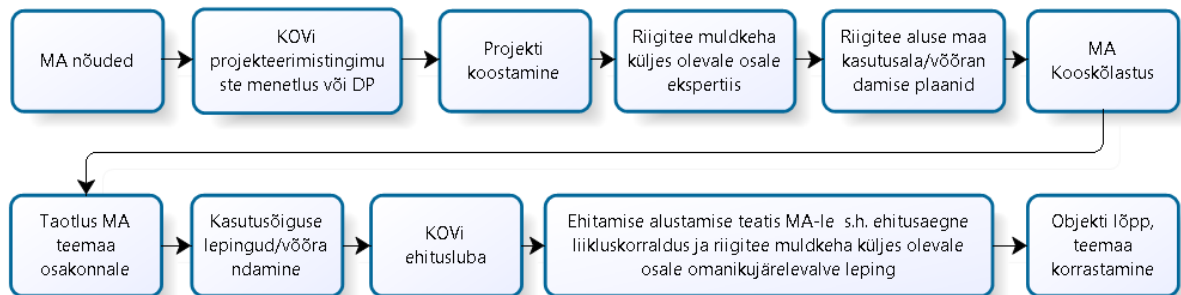 MA nõuded
KOVi
projekteerimistingimu
ste menetlus või DP
Projekti
koostamine
Riigitee muldkeha
küljes olevale osale
ekspertiis
Riigitee aluse maa
kasutusala/vööran
damise plaanid
MA
Kooskõlastus
Taotlus MA
teemaa
osakonnale
Kasutusõiguse
lepingud/võõra
ndamine
KOVi
ehitusluba
Ehitamise alustamise teatis MA-le s.h. ehitusaegne
liikluskorraldus ja riigitee muldkeha küljes olevale
osale omanikujärelevalve leping
Objekti lõpp,
teemaa
korrastamine